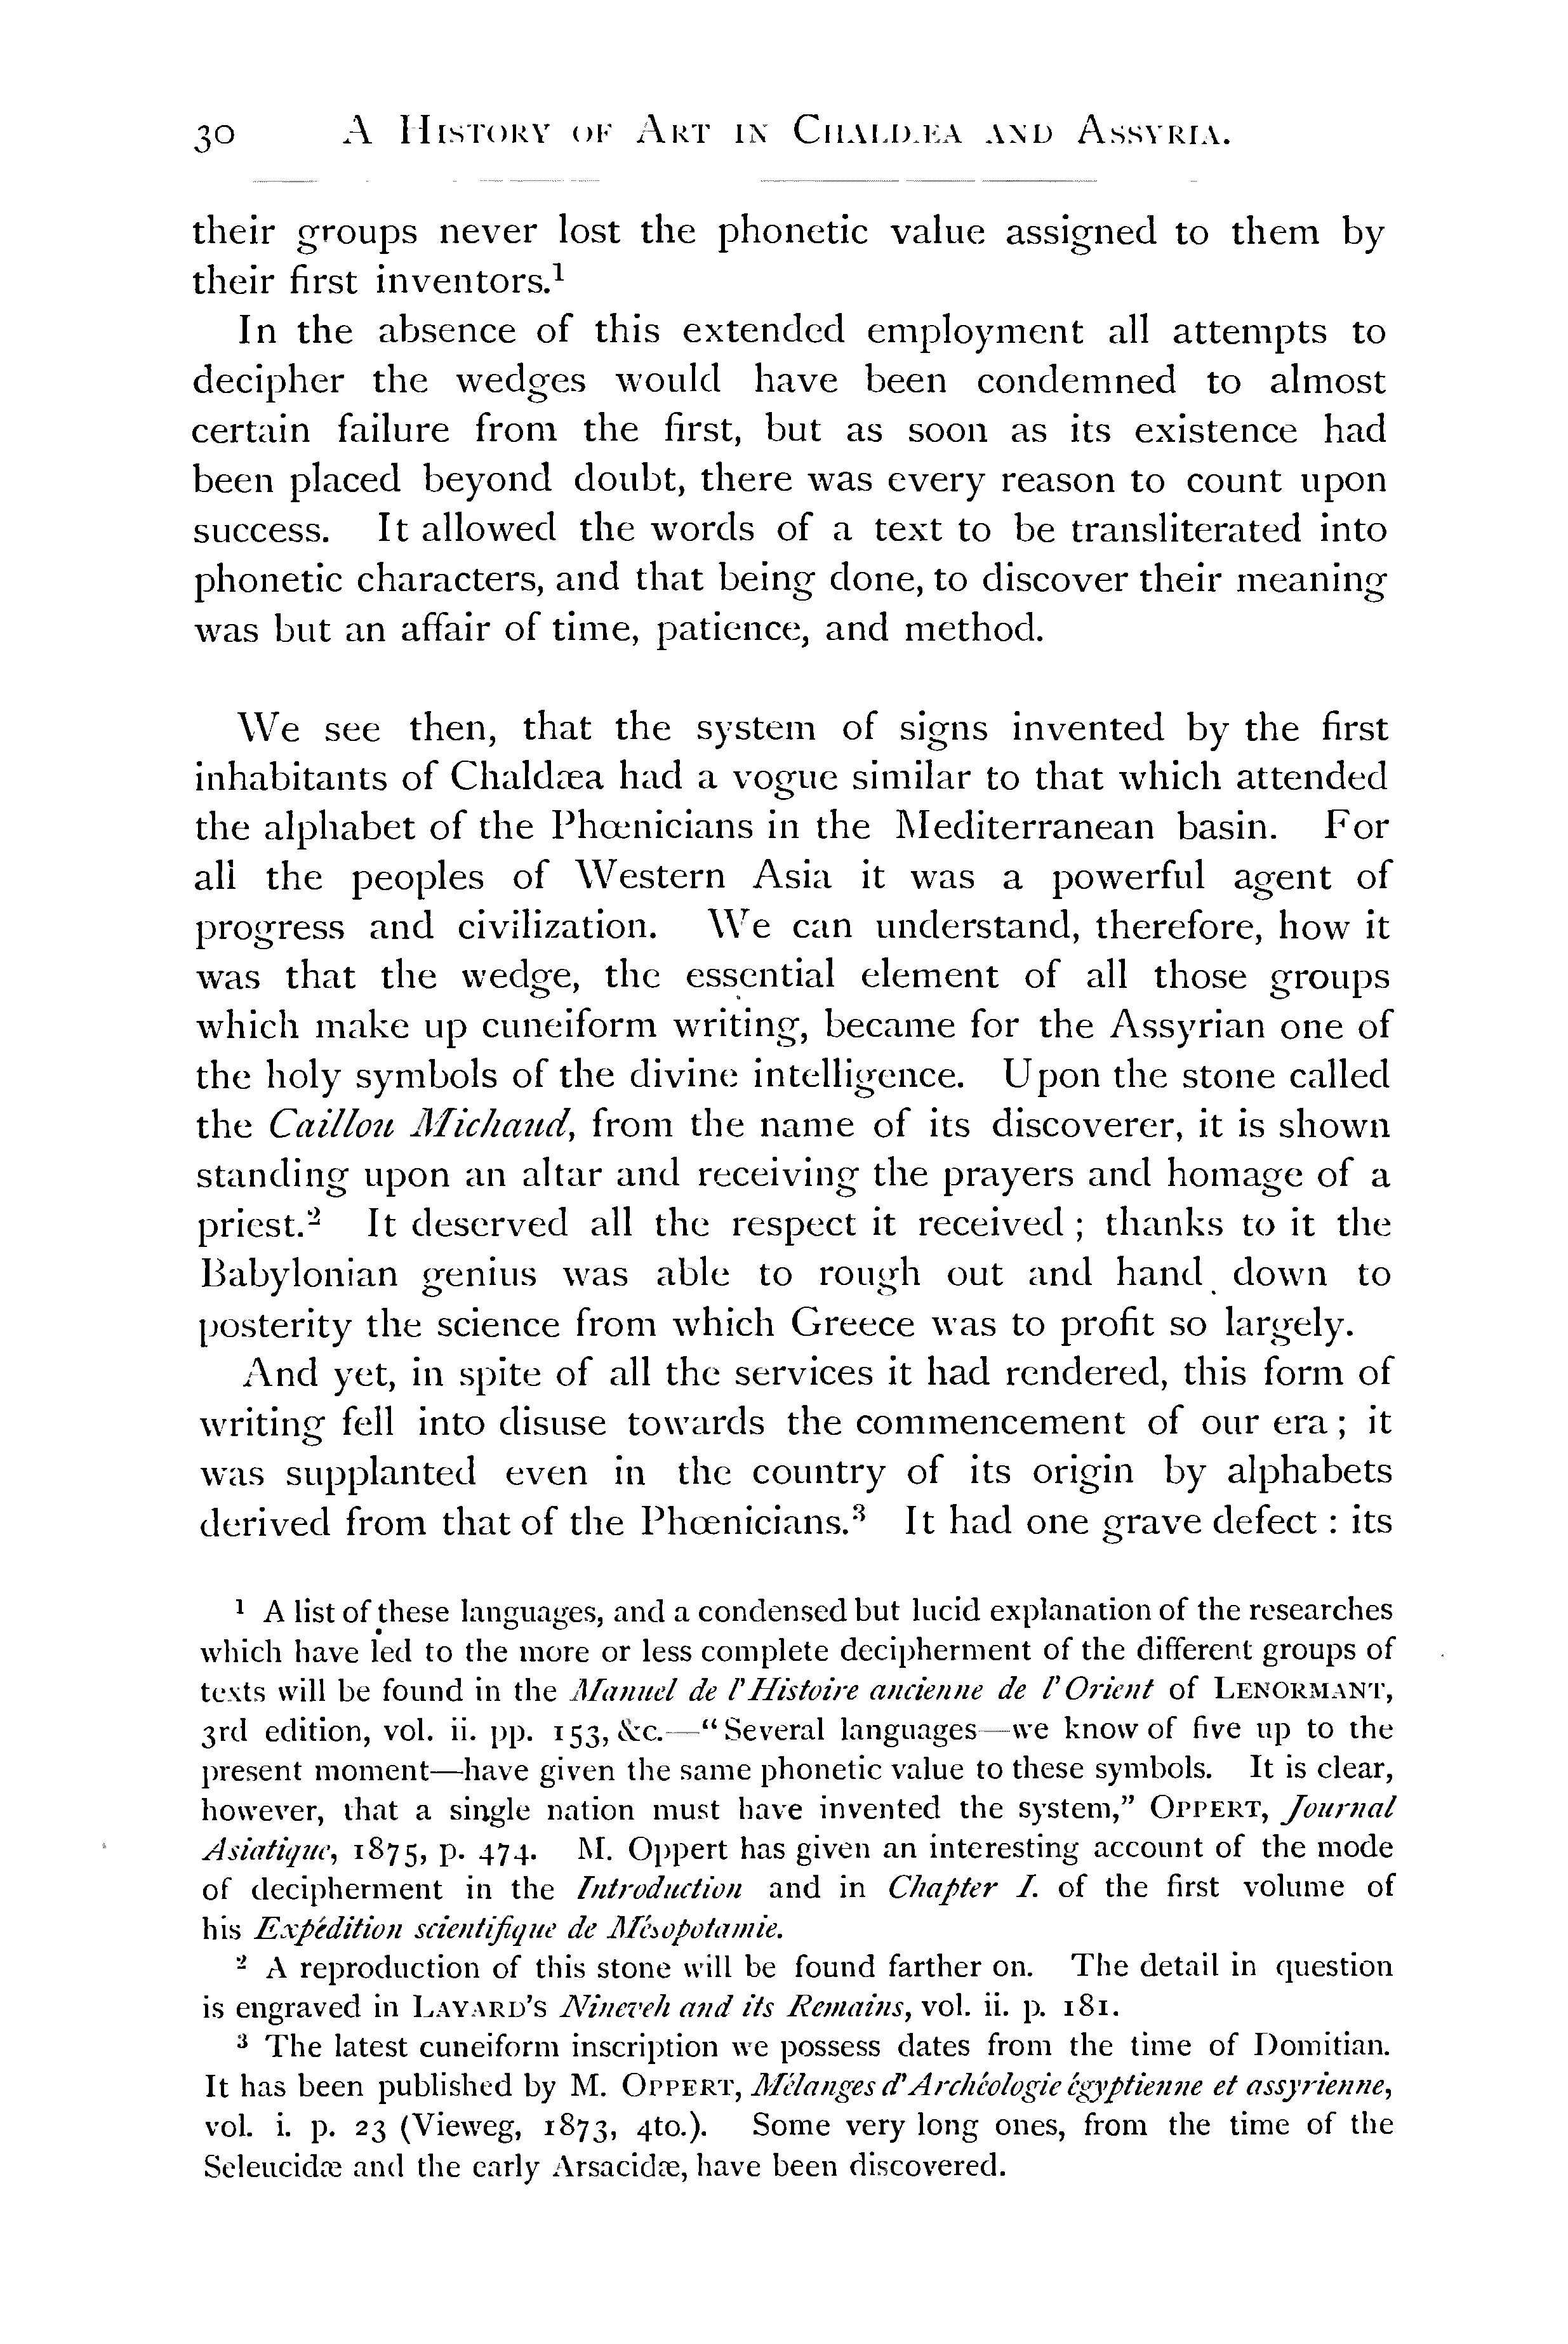 30 A History of Art in Chaldæa and Assyria.
their groups never lost the phonetic value assigned to them by
their first inventors.¹
In the absence of this extended employment all attempts to
decipher the wedges would have been condemned to almost
certain failure from the first, but as soon as its existence had
been placed beyond doubt, there was every reason to count upon
success. It allowed the words of a text to be transliterated into
phonetic characters, and that being done, to discover their meaning
was but an affair of time, patience, and method.
We see then, that the system of signs invented by the first
inhabitants of Chaldæa had a vogue similar to that which attended
the alphabet of the Phœnicians in the Mediterranean basin. For
all the peoples of Western Asia it was a powerful agent of
progress and civilization. We can understand, therefore, how it
was that the wedge, the essential element of all those groups
which make up cuneiform writing, became for the Assyrian one of
the holy symbols of the divine intelligence. Upon the stone called
the Caillou Michaud, from the name of its discoverer, it is shown
standing upon an altar and receiving the prayers and homage of a
priest.² It deserved all the respect it received; thanks to it the
Babylonian genius was able to rough out and hand down to
posterity the science from which Greece was to profit so largely.
And yet, in spite of all the services it had rendered, this form of
writing fell into disuse towards the commencement of our era; it
was supplanted even in the country of its origin by alphabets
derived from that of the Phœnicians.³ It had one grave defect: its
¹ A list of these languages, and a condensed but lucid explanation of the researches
which have led to the more or less complete decipherment of the different groups of
texts will be found in the Manuel de l'Histoire ancienne de l'Orient of LENORMANT,
3rd edition, vol. ii. pp. 153, &c.—“Several languages—we know of five up to the
present moment—have given the same phonetic value to these symbols. It is clear,
however, that a single nation must have invented the system,” OPPERT, Journal
Asiatique, 1875, p. 474. M. Oppert has given an interesting account of the mode
of decipherment in the Introduction and in Chapter I. of the first volume of
his Expédition scientifique de Mésopotamie.
² A reproduction of this stone will be found farther on. The detail in question
is engraved in LAYARD'S Nineveh and its Remains, vol. ii. p. 181.
³ The latest cuneiform inscription we possess dates from the time of Domitian.
It has been published by M. OPPERT, Mélanges d'Archéologie égyptienne et assyrienne,
vol. i. p. 23 (Vieweg, 1873, 4to.). Some very long ones, from the time of the
Seleucidæ and the early Arsacidæ, have been discovered.